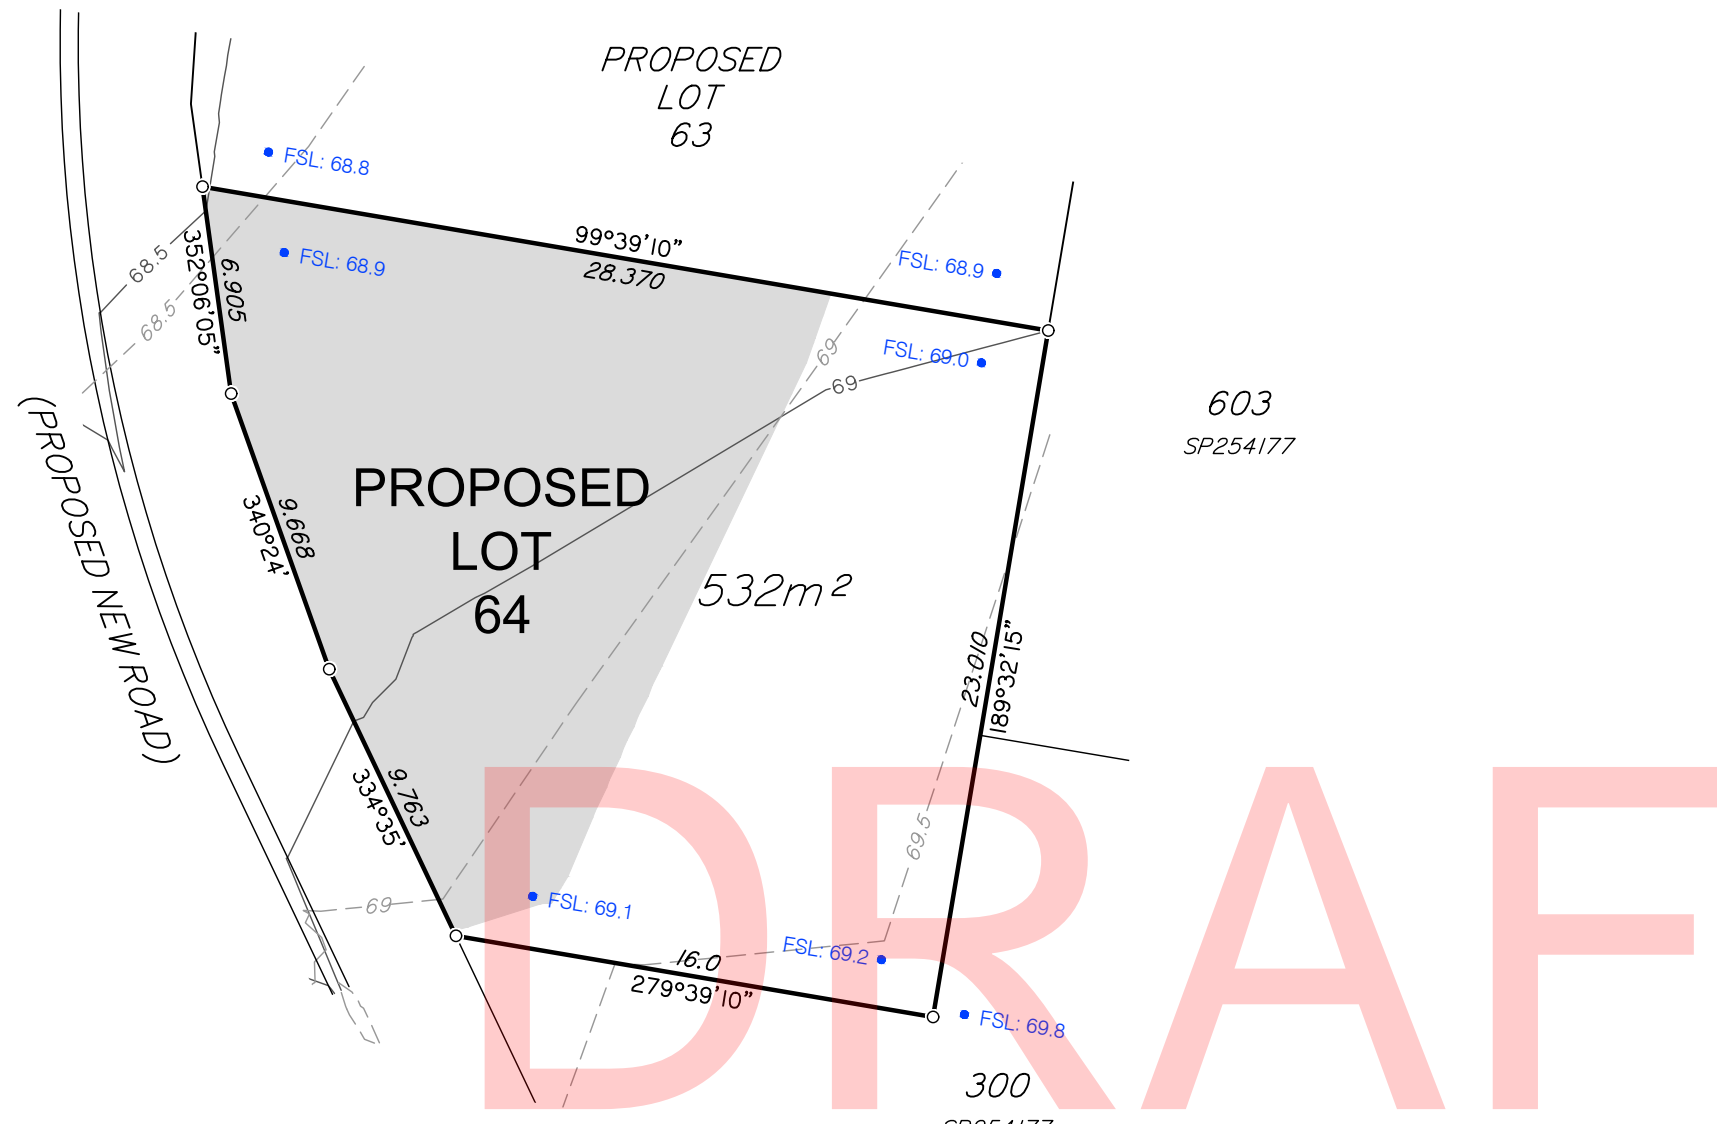 PROPOSED
LOT
63
FSL: 68.8
FSL: 68.9
99°39'10"
28.370
FSL: 68.9
FSL: 69.0
68.5
68.5
352°06'05"
6.905
69
69
603
SP254177
(PROPOSED NEW ROAD)
340°24'
9.668
PROPOSED
LOT
64
532m²
23.010
189°32'15"
334°35'
9.763
69.5
69
FSL: 69.1
FSL: 69.2
16.0
279°39'10"
FSL: 69.8
300
DRAF